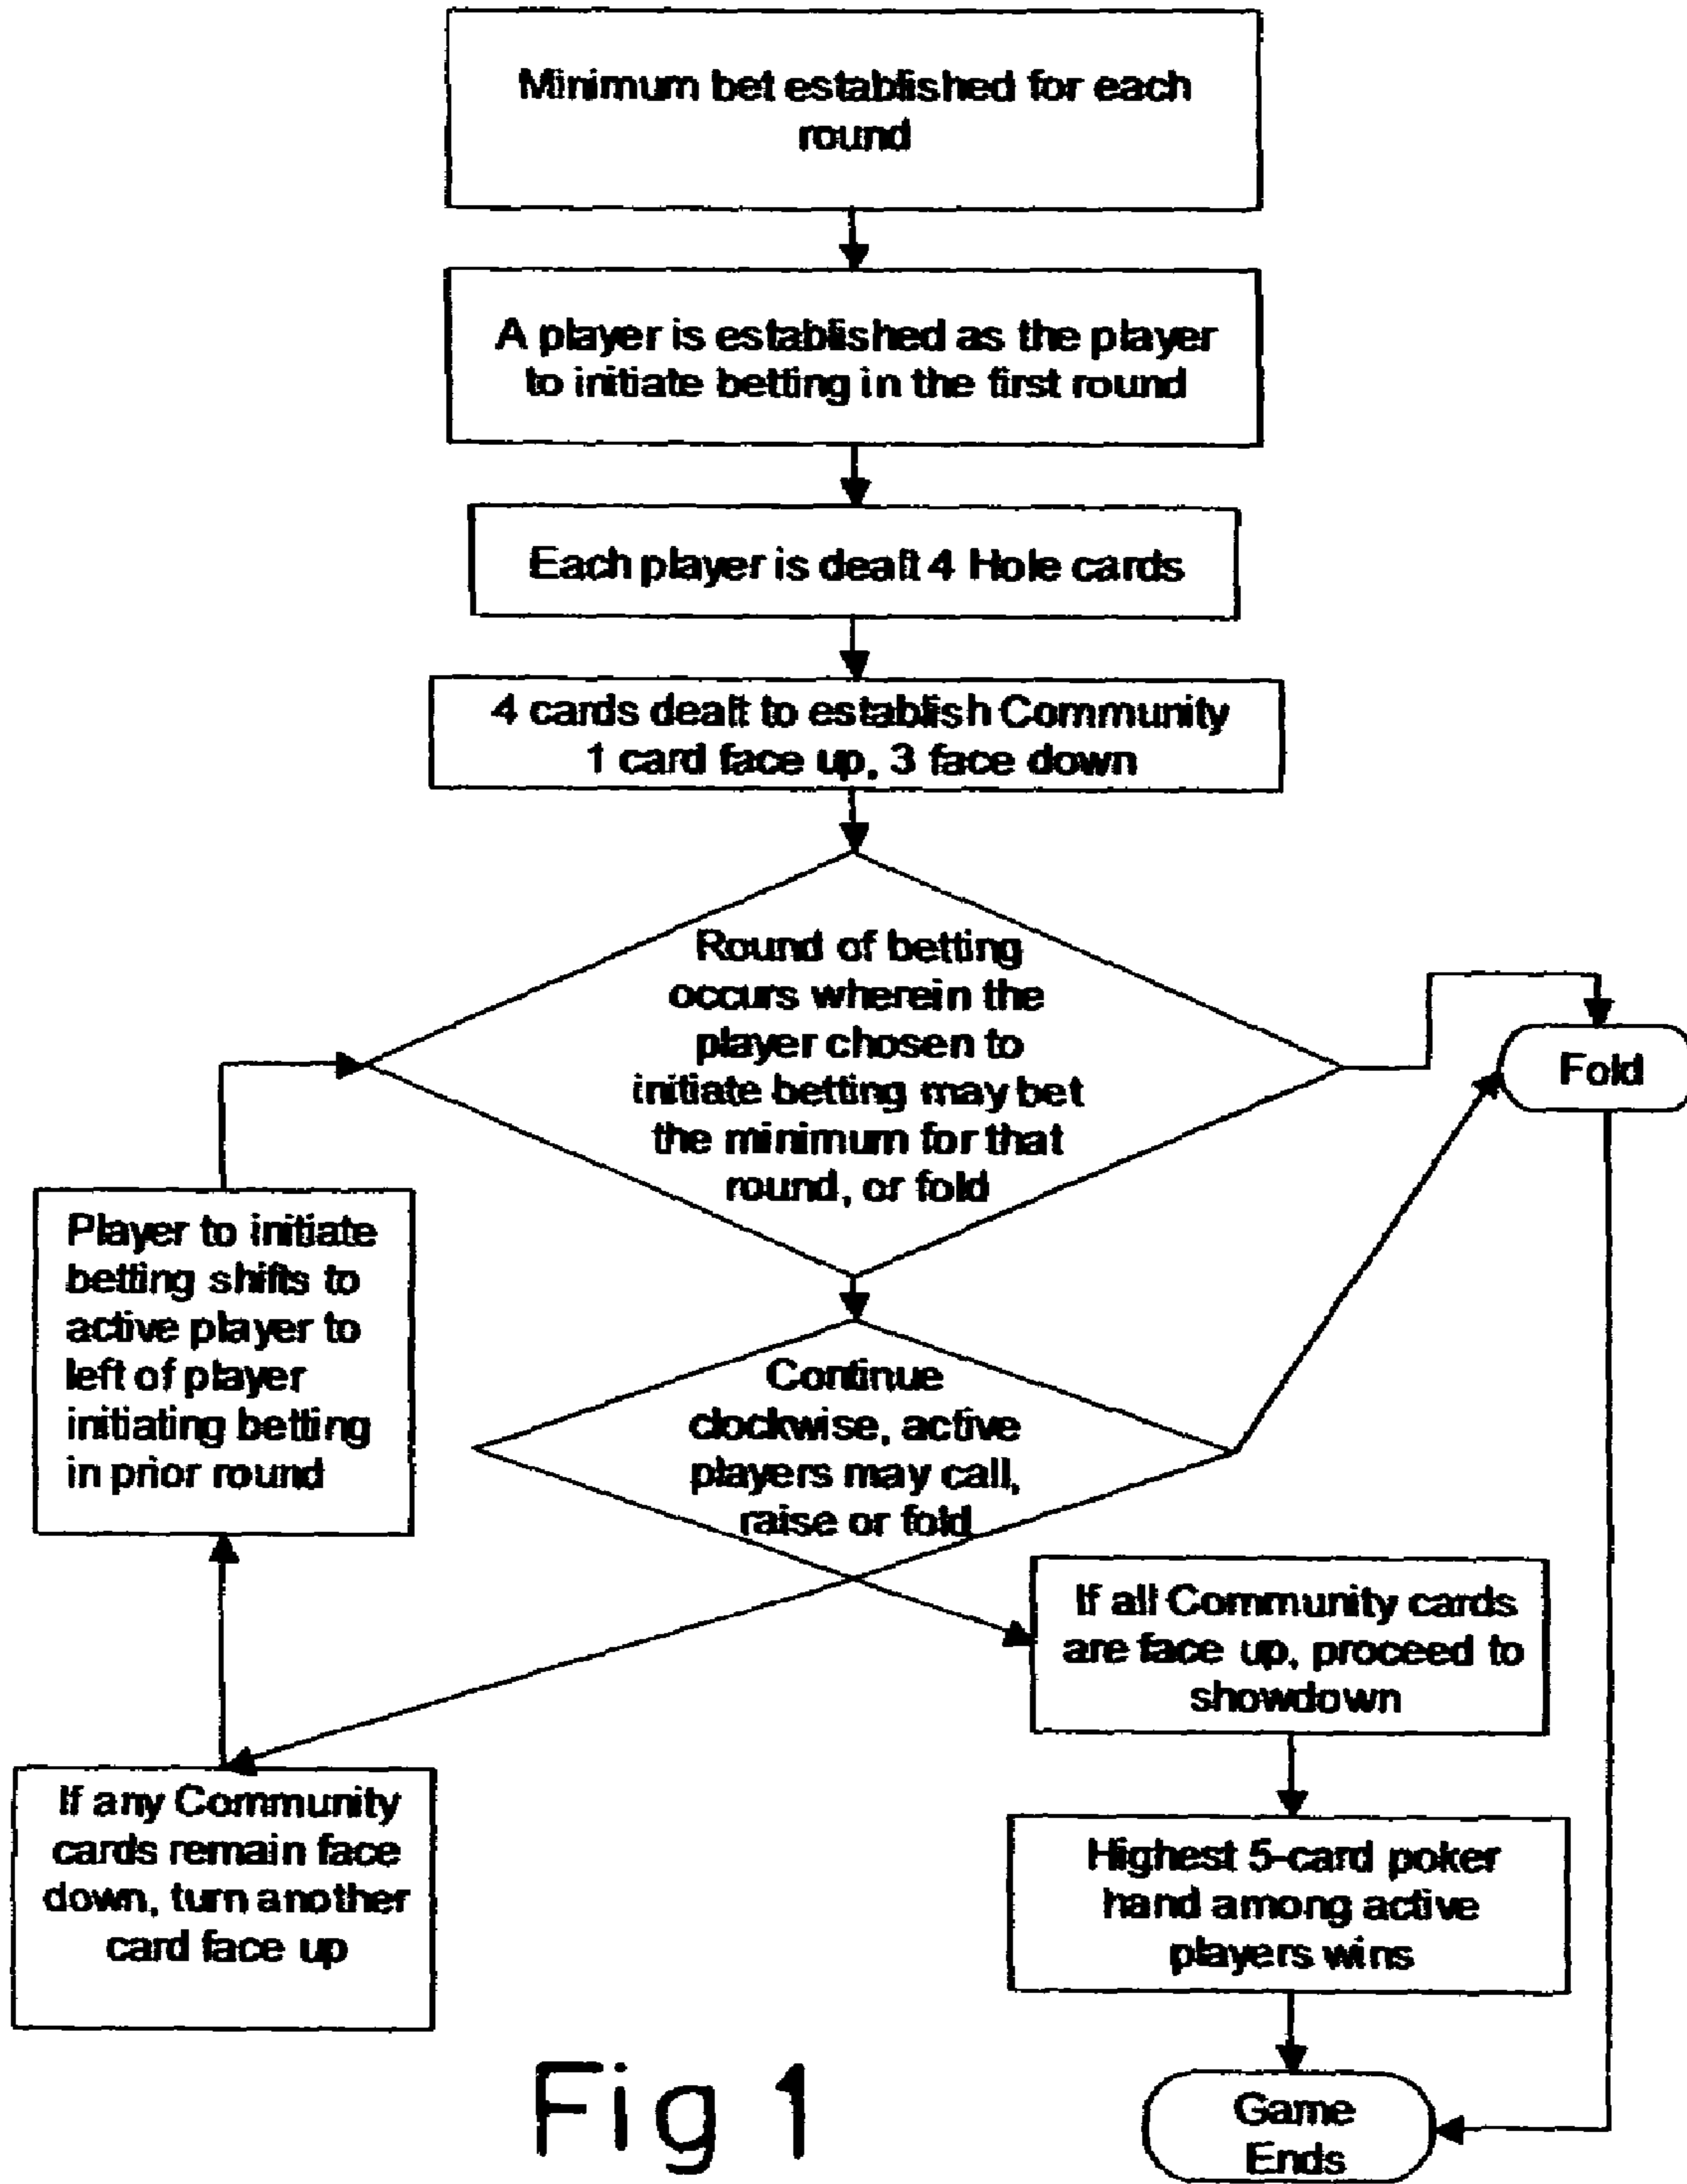 Minimum bet established for each
round
A player is established as the player
to initiate betting in the first round
Each player is dealt 4 Hole cards
4 cards dealt to establish Community
1 card face up, 3 face down
Round of betting
occurs wherein the
player chosen to
initiate betting may bet
the minimum for that
round, or fold
Fold
Player to initiate
betting shifts to
active player to
left of player
initiating betting
in prior round
Continue
clockwise, active
players may call,
raise or fold
If all Community cards
are face up, proceed to
showdown
If any Community
cards remain face
down, turn another
card face up
Highest 5-card poker
hand among active
players wins
Game
Ends
Fig 1